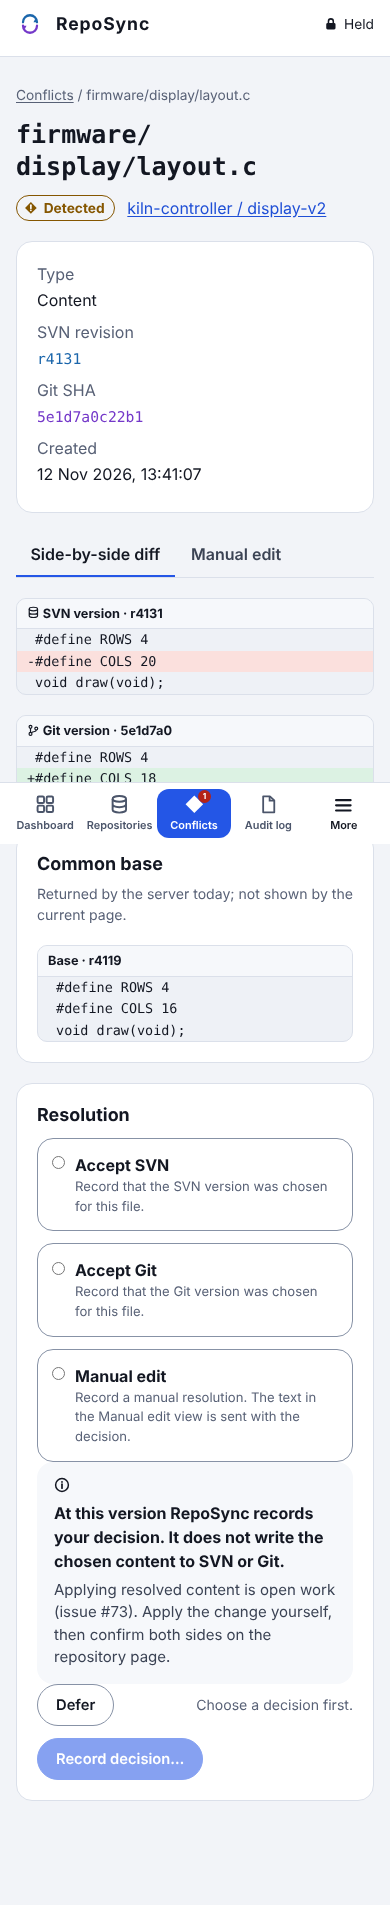 RepoSync
Held
Conflicts / firmware/display/layout.c
firmware/
display/layout.c
Detected
kiln-controller / display-v2
Type
Content
SVN revision
r4131
Git SHA
5e1d7a0c22b1
Created
12 Nov 2026, 13:41:07
Side-by-side diff
Manual edit
SVN version · r4131
#define ROWS 4
-#define COLS 20
void draw(void);
Git version · 5e1d7a0
#define ROWS 4
+#define COLS 18
Dashboard
Repositories
1
Conflicts
Audit log
More
Common base
Returned by the server today; not shown by the
current page.
Base · r4119
#define ROWS 4
#define COLS 16
void draw(void);
Resolution
Accept SVN
Record that the SVN version was chosen
for this file.
Accept Git
Record that the Git version was chosen
for this file.
Manual edit
Record a manual resolution. The text in
the Manual edit view is sent with the
decision.
At this version RepoSync records
your decision. It does not write the
chosen content to SVN or Git.
Applying resolved content is open work
(issue #73). Apply the change yourself,
then confirm both sides on the
repository page.
Defer
Choose a decision first.
Record decision...